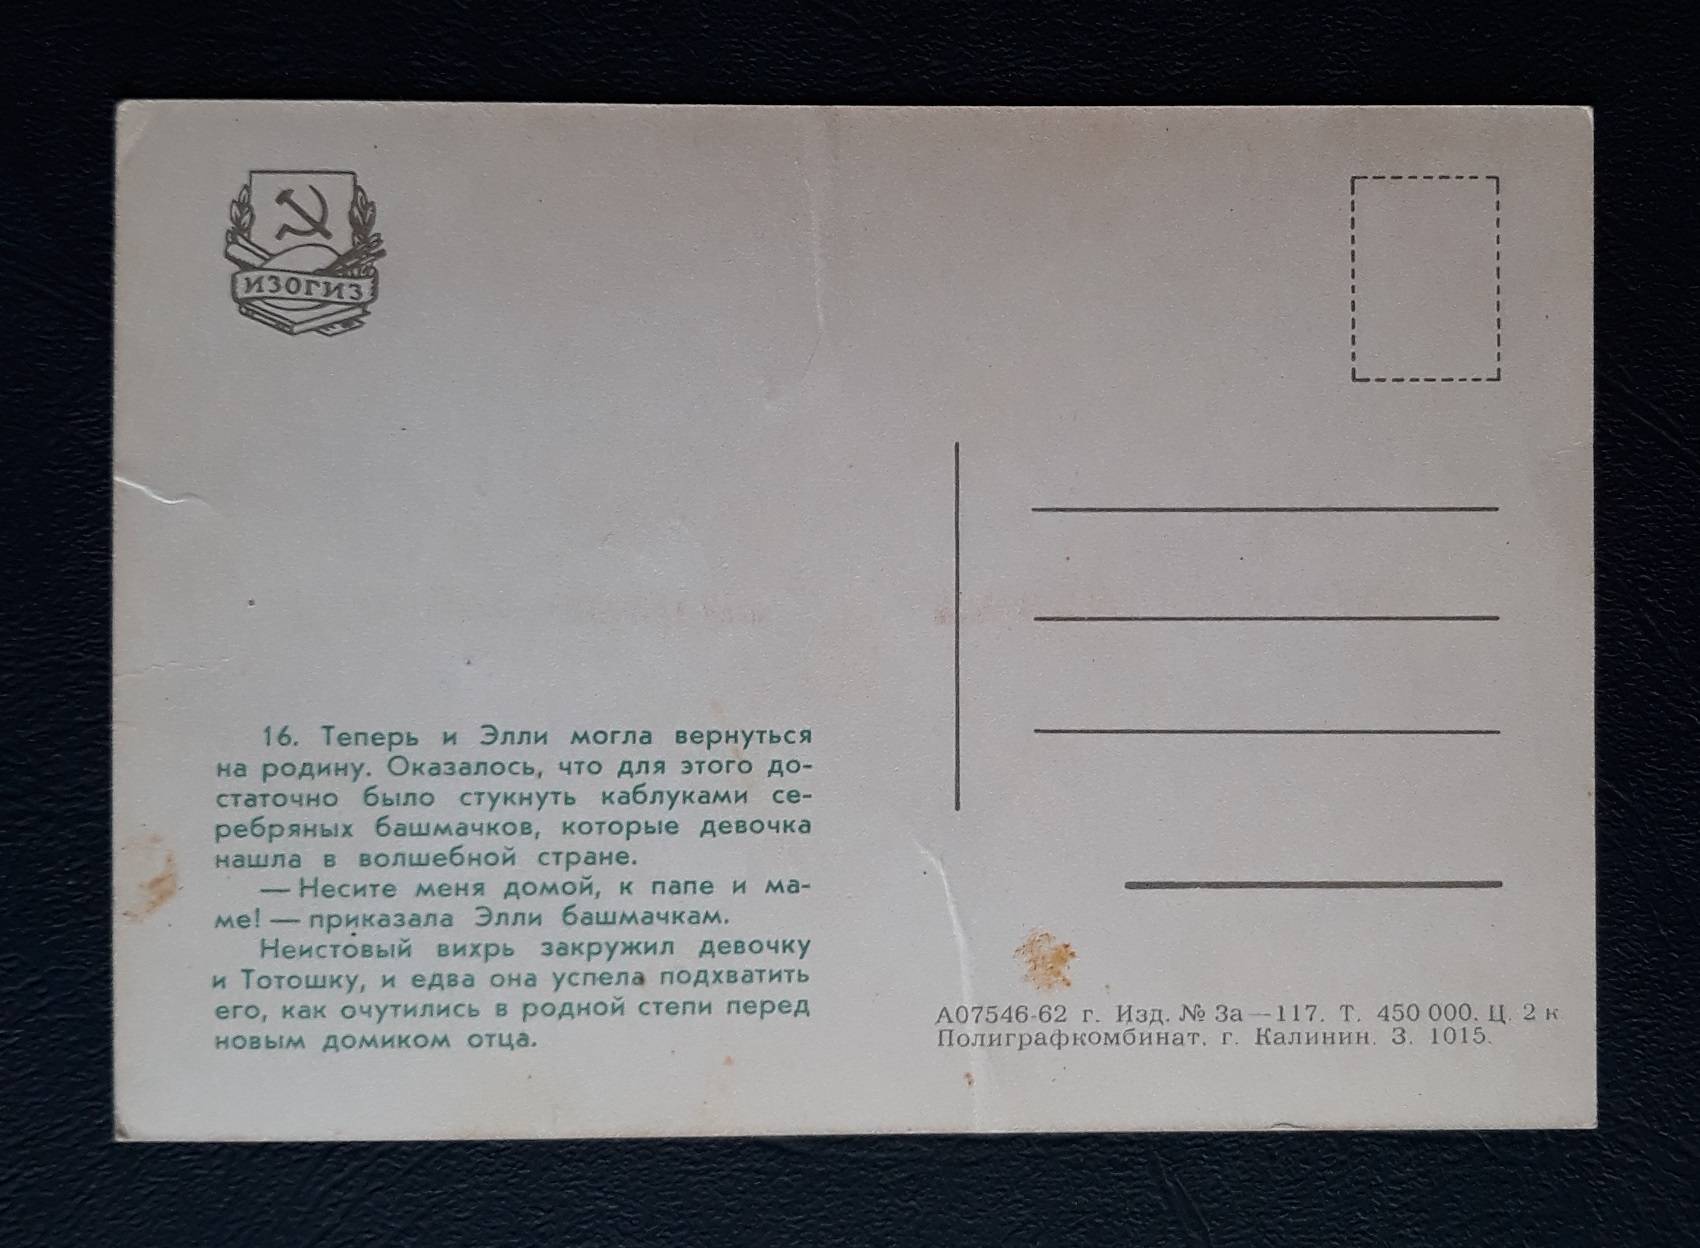 ИЗОГИЗ
16. Теперь и Элли могла вернуться
на родину. Оказалось, что для этого до-
статочно было стукнуть каблуками се-
ребряных башмачков, которые девочка
нашла в волшебной стране.
— Несите меня домой, к папе и ма-
ме! — приказала Элли башмачкам.
Неистовый вихрь закружил девочку
и Тотошку, и едва она успела подхватить
его, как очутились в родной степи перед
новым домиком отца.
А07546-62 г. Изд. № 3а—117. Т. 450 000. Ц. 2 к
Полиграфкомбинат, г. Калинин. З. 1015.